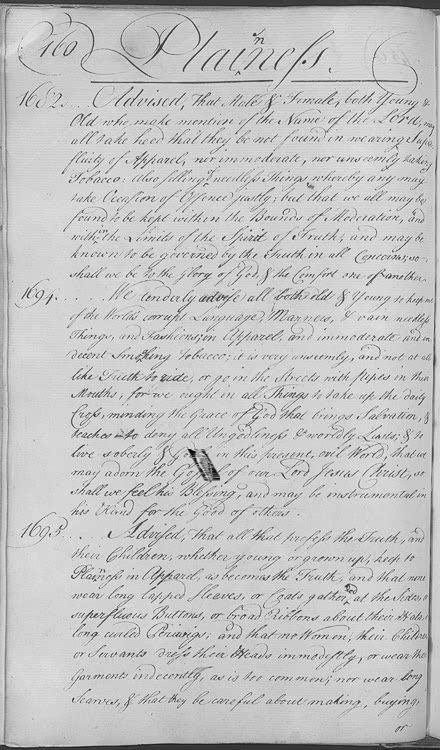 160 Plainness.
1682... Advised, That Male & Female, both Young &
Old who make mention of the Name of the Lord, may
all take heed that they be not found in wearing Super
fluity of Apparel, nor immoderate, nor unseemly taking
Tobacco: Also selling needless Things whereby any may
take Occasion of Offence justly; but that we all may be
found to be kept within the Bounds of Moderation, and
within the Limits of the Spirit of Truth; and may be
known to be governed by the Truth in all Concerns, so
shall we be to the Glory of God, & the Comfort one of another.
1694..... We tenderly advise all both old & Young to keep out
of the World's corrupt Language, Manners, & vain needless
Things, and Fashions, in Apparel; and immoderate and in
decent Smoking Tobacco; it is very unseemly, and not at all
like Truth to ride, or go in the Streets with pipes in their
Mouths, for we ought in all Things to take up the daily
Cross, minding the Grace of God that brings Salvation, &
teaches to deny all Ungodliness & worldly Lusts; & to
live soberly & in this present, evil World, that we
may adorn the of our Lord Jesus Christ, so
shall we feel his Blessing, and may be instrumental in
his Hand for the Good of others.
1695... Advised, That all that profess the Truth, and
their Children, whether young or grown up, keep to
Plainness in Apparel, as becomes the Truth, and that none
wear long lapped Sleeves, or Coats gathered at the Sides, or
superfluous Buttons, or broad Ribbons about their Hats, or
long curled Perriwigs, and that no Women, their Children
or Servants dress their Heads immodestly, or wear their
Garments indecently, as is too common; nor wear long
Scarves, & that they be careful about making, buying,
or